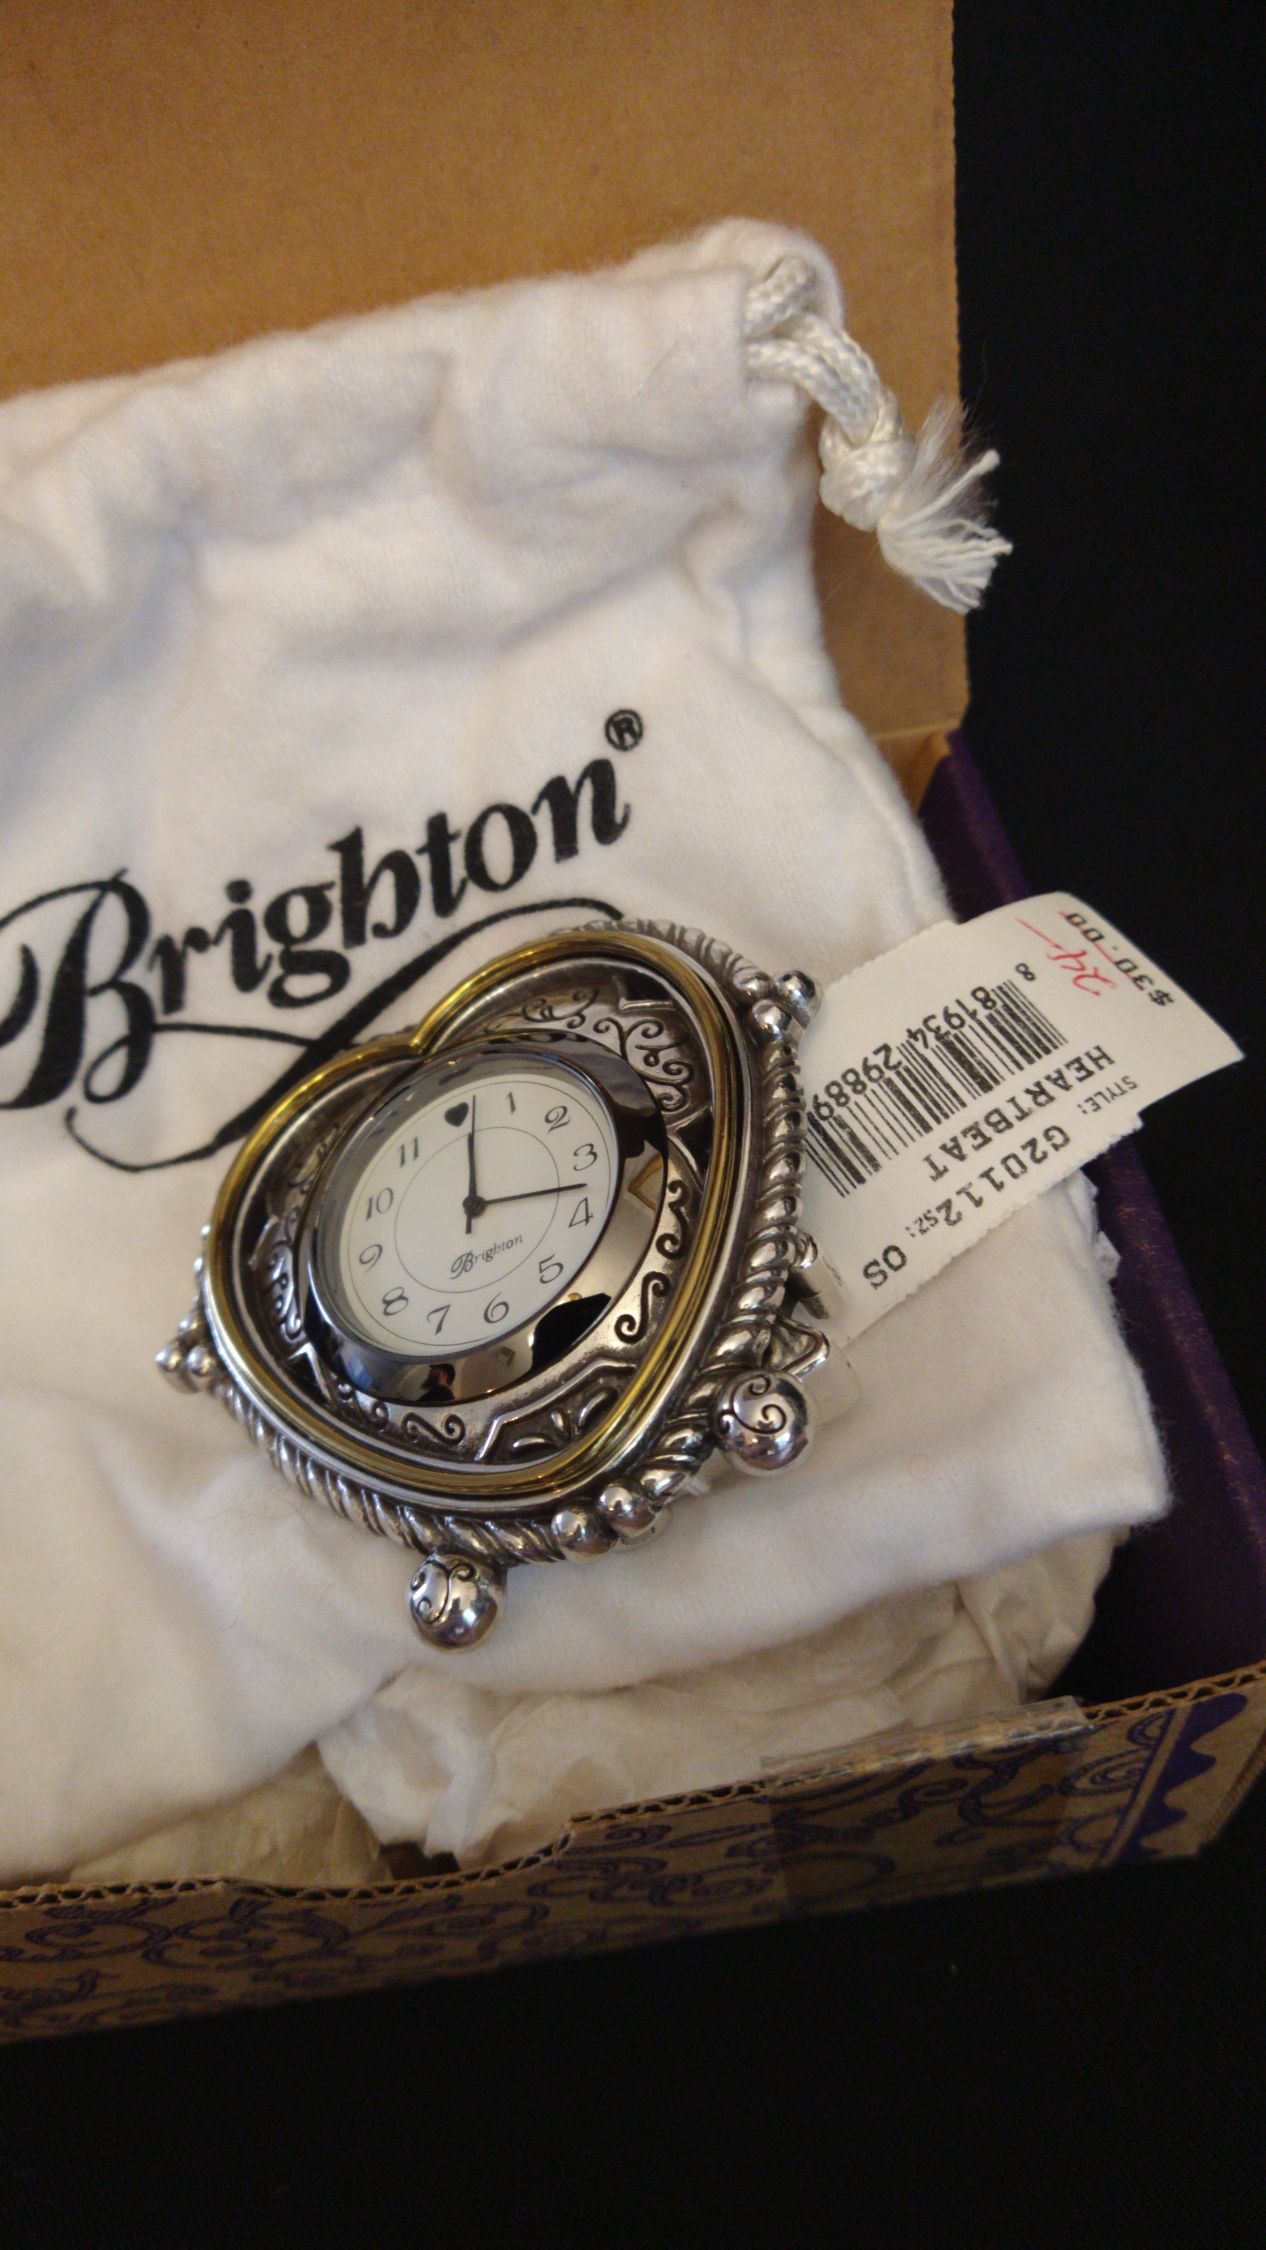 Brighton®
11 1 2
10 3
9 4
8 7 6 5
Brighton
$30.00
24
8 81934 29889
STYLE:
HEARTBEAT
G20112 SZ: OS